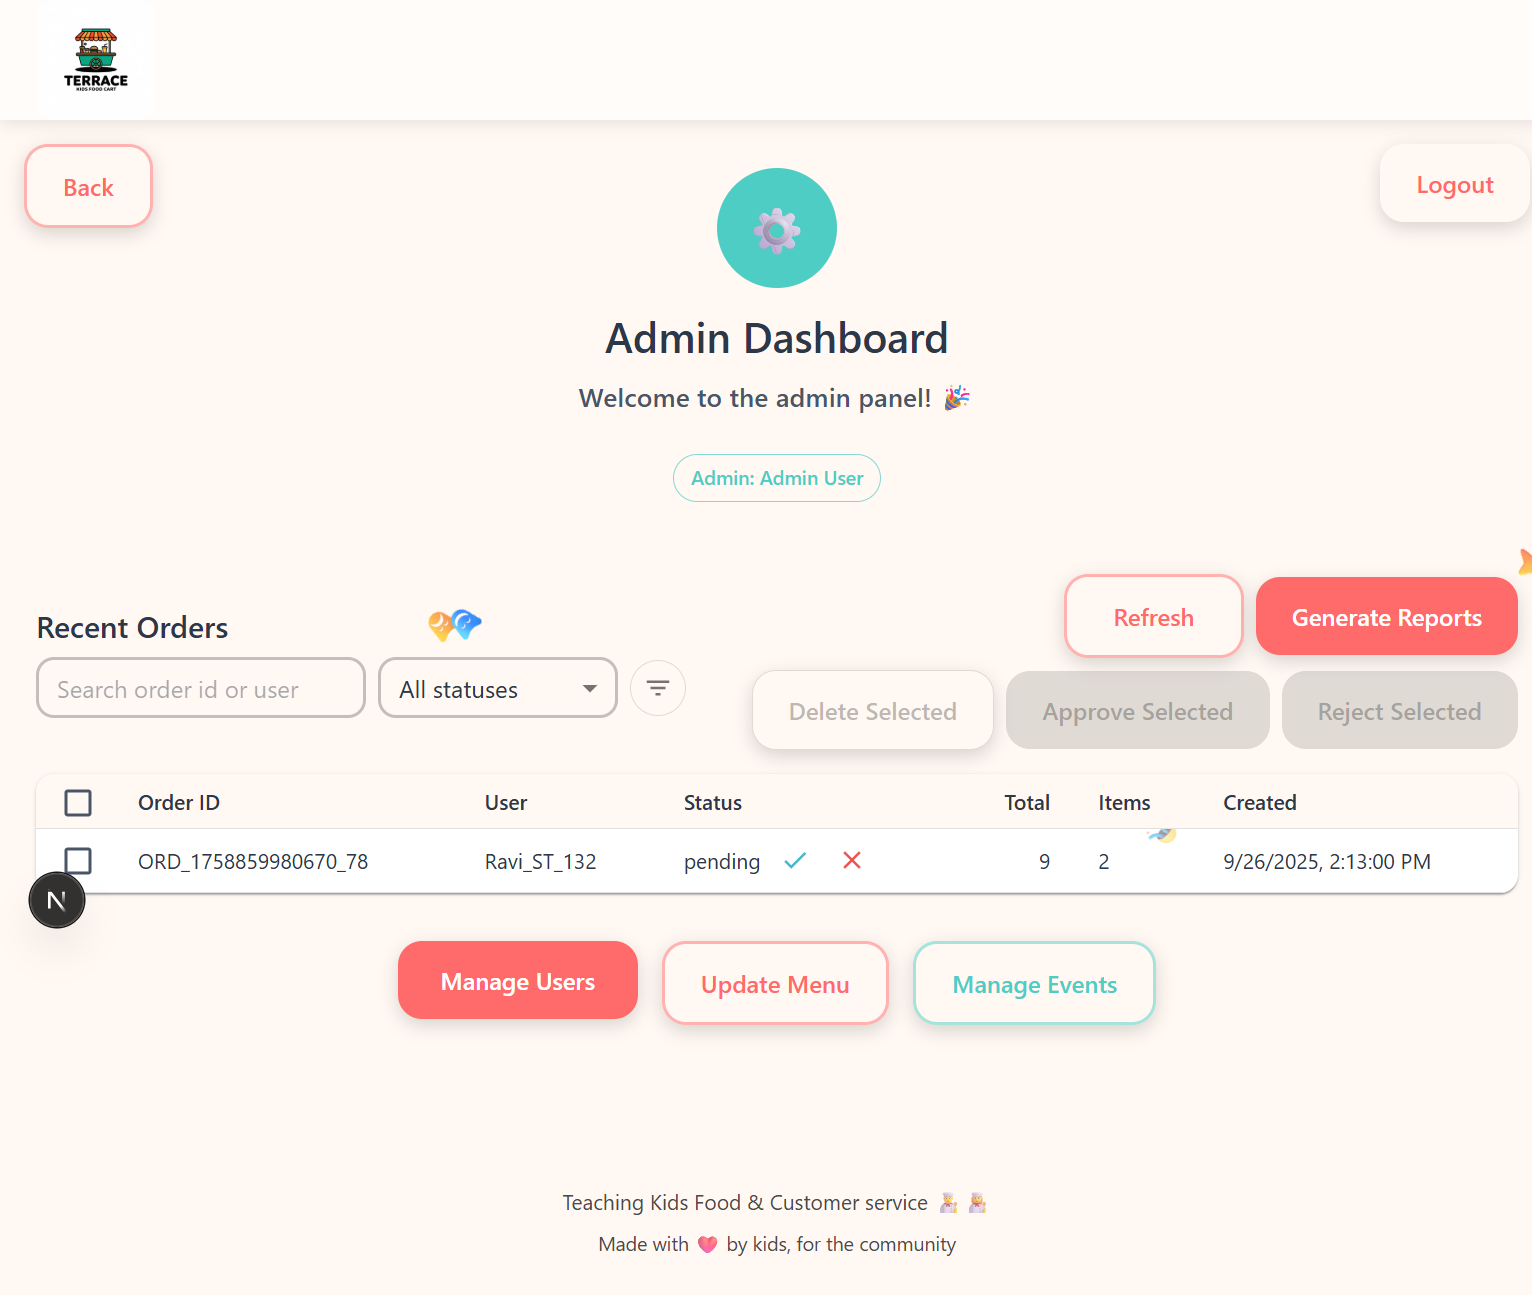 TERRACE
KIDS FOOD CART
Back
Logout
Admin Dashboard
Welcome to the admin panel! 🎉
Admin: Admin User
Recent Orders
Refresh
Generate Reports
Search order id or user
All statuses
Delete Selected
Approve Selected
Reject Selected
Order ID User Status Total Items Created
ORD_1758859980670_78 Ravi_ST_132 pending 9 2 9/26/2025, 2:13:00 PM
N
Manage Users
Update Menu
Manage Events
Teaching Kids Food & Customer service
Made with ❤️ by kids, for the community